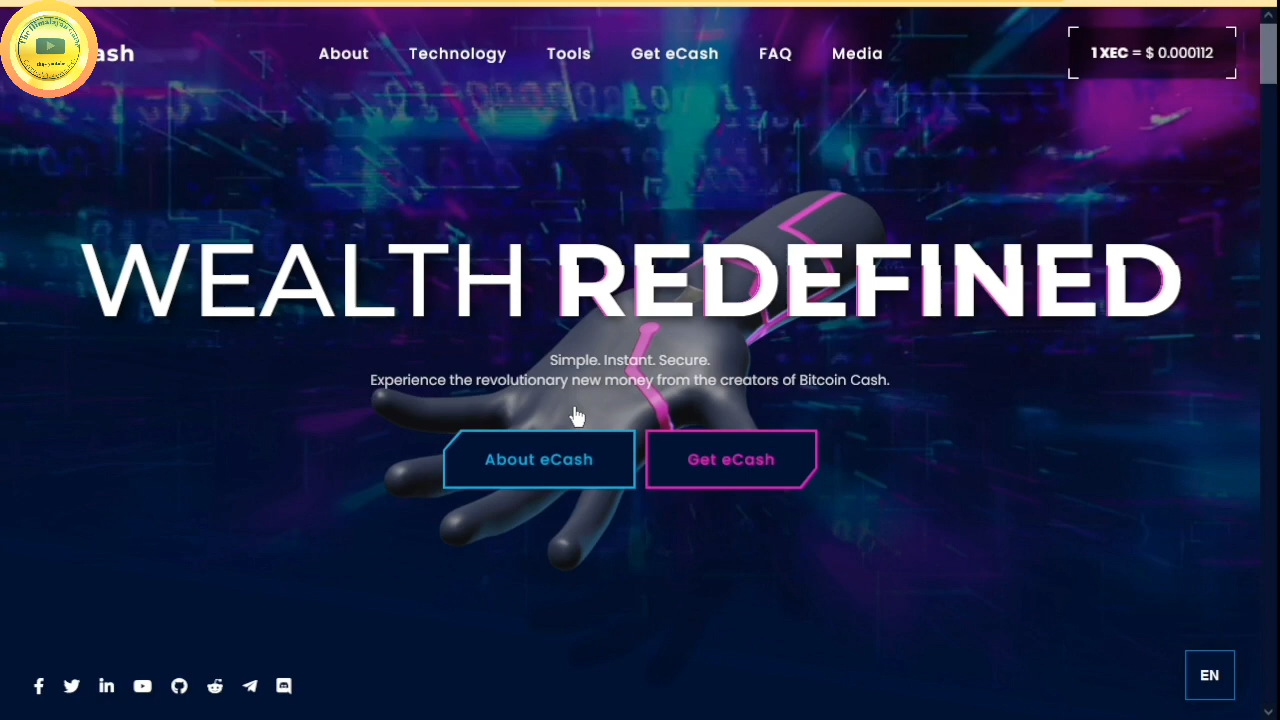 ash
About
Technology
Tools
Get eCash
FAQ
Media
1 XEC = $ 0.000112
WEALTH REDEFINED
Simple. Instant. Secure.
Experience the revolutionary new money from the creators of Bitcoin Cash.
About eCash
Get eCash
EN